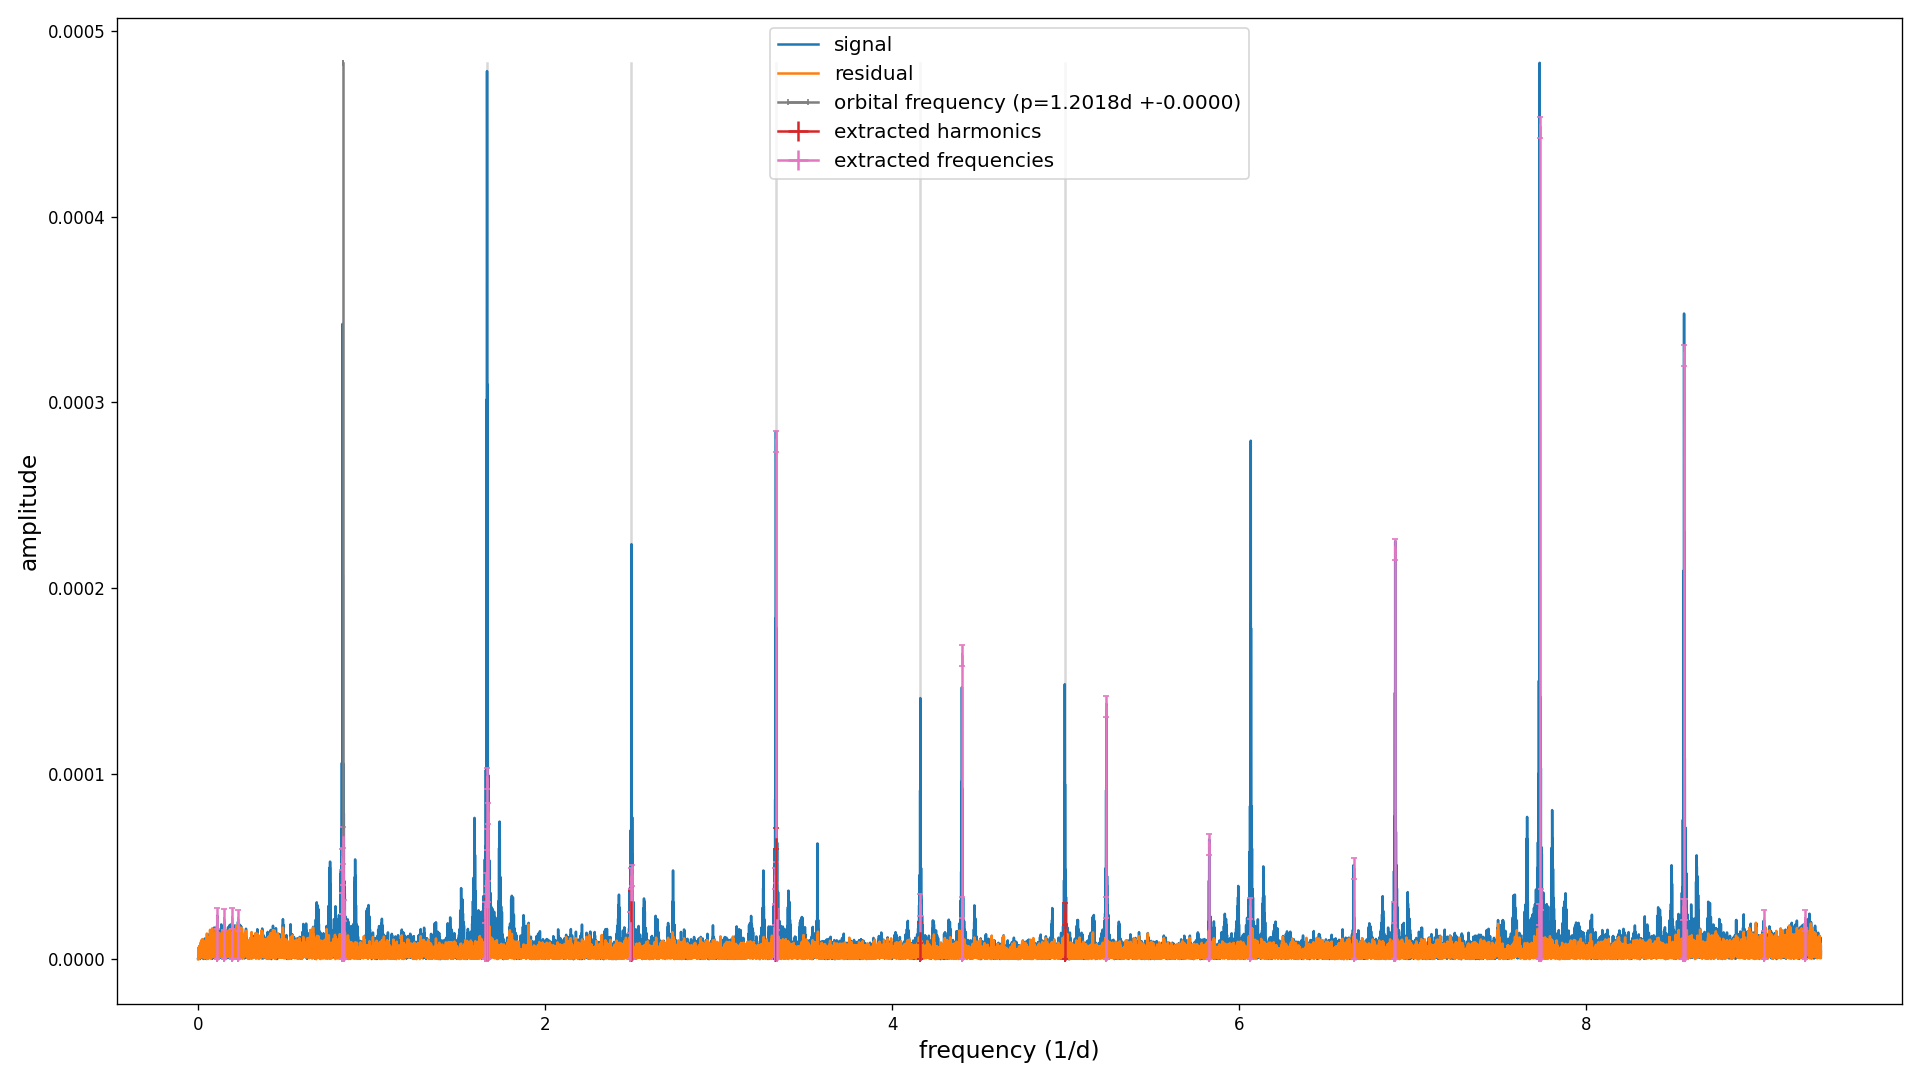 0.0005
0.0004
0.0003
0.0002
0.0001
0.0000
amplitude
signal
residual
orbital frequency (p=1.2018d +-0.0000)
extracted harmonics
extracted frequencies
0 2 4 6 8
frequency (1/d)